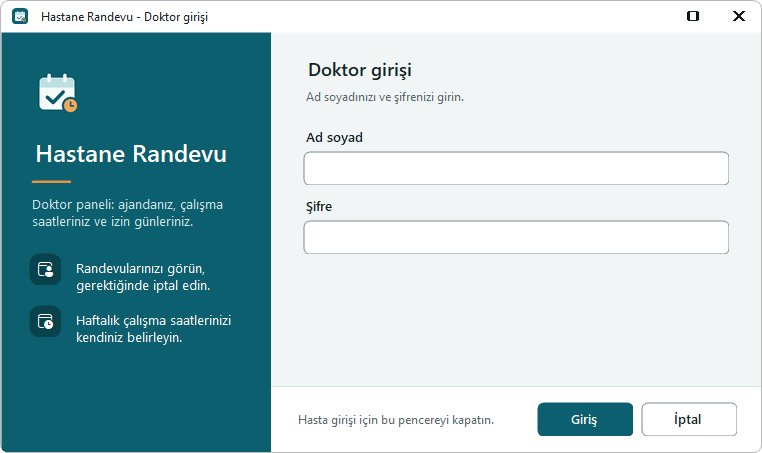 Hastane Randevu - Doktor girişi
Hastane Randevu
Doktor paneli: ajandanız, çalışma
saatleriniz ve izin günleriniz.
Randevularınızı görün,
gerektiğinde iptal edin.
Haftalık çalışma saatlerinizi
kendiniz belirleyin.
Doktor girişi
Ad soyadınızı ve şifrenizi girin.
Ad soyad
Şifre
Hasta girişi için bu pencereyi kapatın.
Giriş
İptal